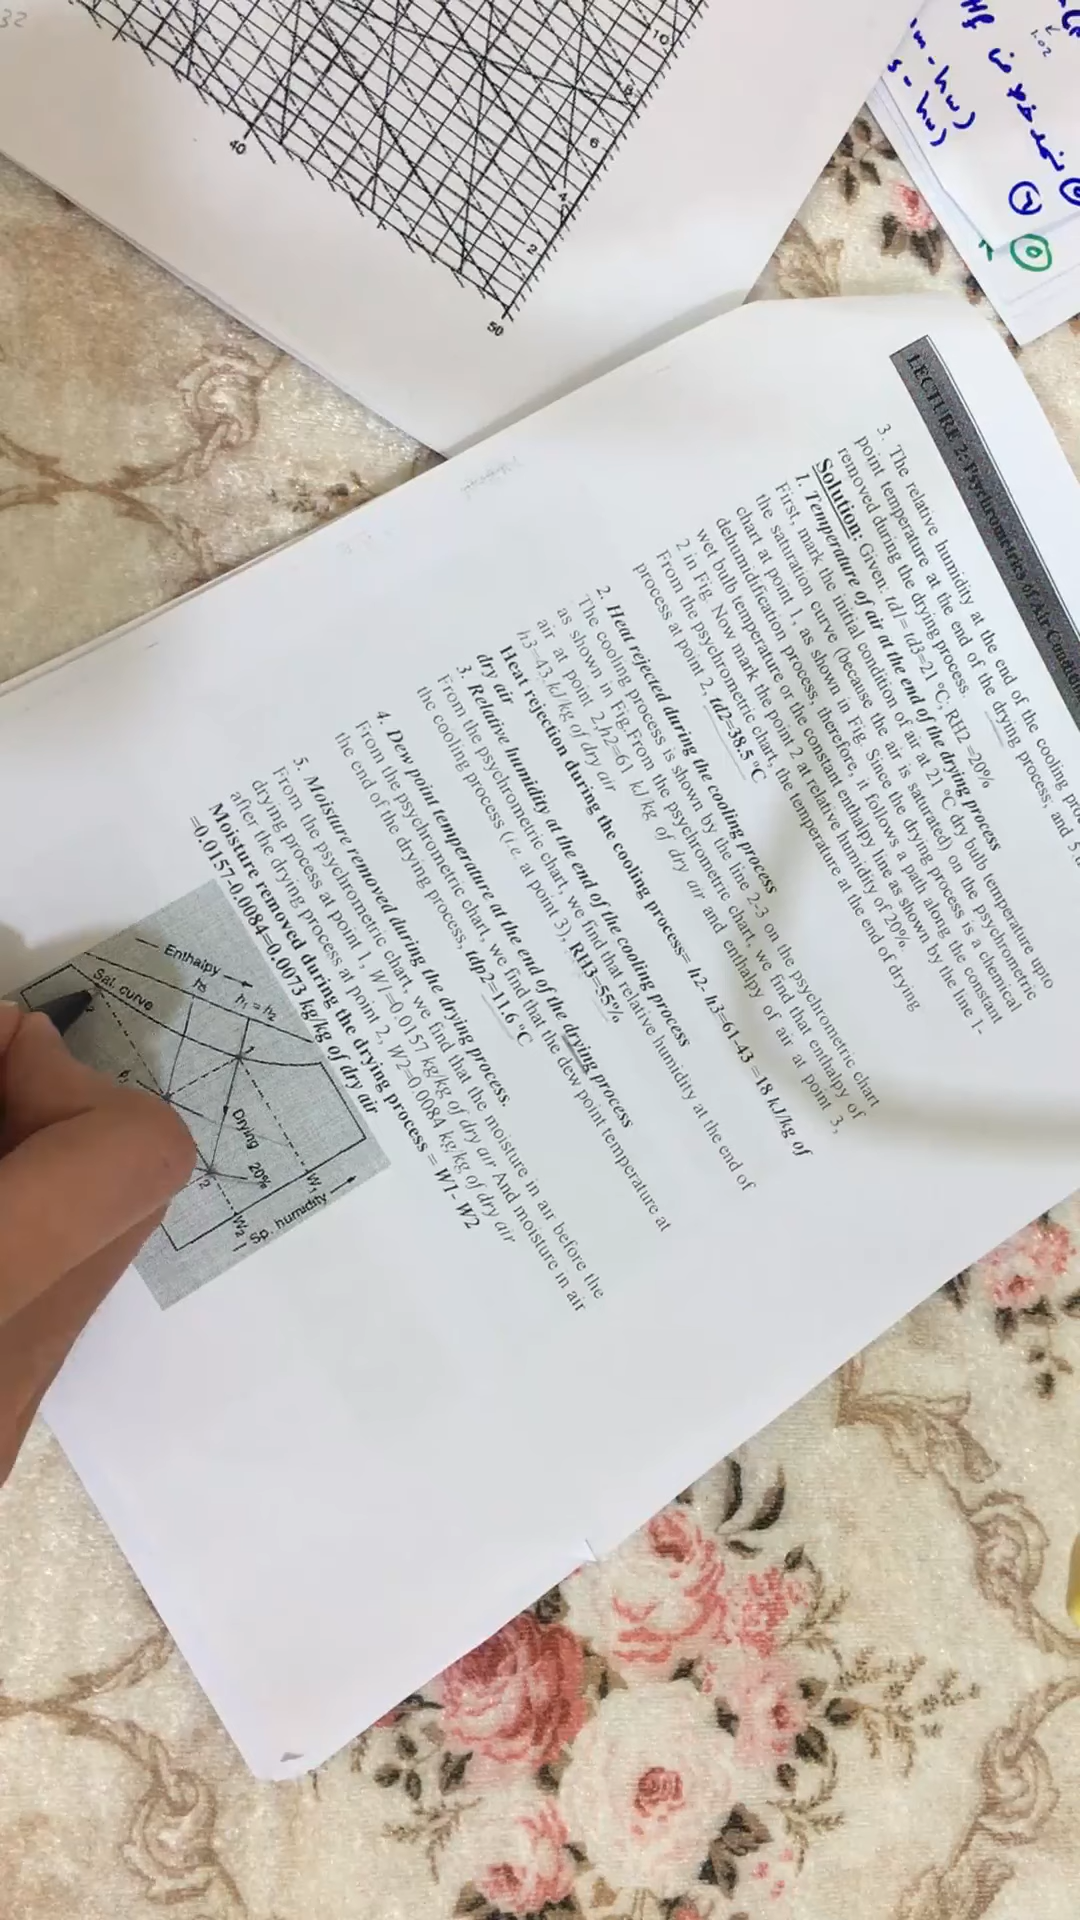 LECTURE 2: Psychrometrics of Air-Conditi
3. The relative humidity at the end of the cooling pro
point temperature at the end of the drying process; and 5.
removed during the drying process.
Solution: Given: td1= td3=21 °C, RH2 =20%
1. Temperature of air at the end of the drying process
First, mark the initial condition of air at 21 °C dry bulb temperature upto
the saturation curve (because the air is saturated) on the psychrometric
chart at point 1, as shown in Fig. Since the drying process is a chemical
dehumidification process, therefore, it follows a path along the constant
wet bulb temperature or the constant enthalpy line as shown by the line 1-
2 in Fig. Now mark the point 2 at relative humidity of 20%.
From the psychrometric chart, the temperature at the end of drying
process at point 2, td2=38.5 °C
2. Heat rejected during the cooling process
The cooling process is shown by the line 2-3 on the psychrometric chart
as shown in Fig.From the psychrometric chart, we find that enthalpy of
air at point 2,h2=61 kJ/kg of dry air and enthalpy of air at point 3,
h3=43 kJ/kg of dry air
Heat rejection during the cooling process= h2- h3=61-43 =18 kJ/kg of
dry air
3. Relative humidity at the end of the cooling process
From the psychrometric chart, we find that relative humidity at the end of
the cooling process (i.e. at point 3), RH3=55%
4. Dew point temperature at the end of the drying process
From the psychrometric chart, we find that the dew point temperature at
the end of the drying process, tdp2=11.6 °C
5. Moisture removed during the drying process.
From the psychrometric chart, we find that the moisture in air before the
drying process at point 1, W1=0.0157 kg/kg of dry air And moisture in air
after the drying process at point 2, W2=0.0084 kg/kg of dry air
Moisture removed during the drying process = W1- W2
=0.0157-0.0084=0.0073 kg/kg of dry air
Enthalpy
Sat. curve
h1 = h2
1
Drying
20%
2
W1
W2
Sp. humidity
40
50
2
4
6
8
10
32
1.02